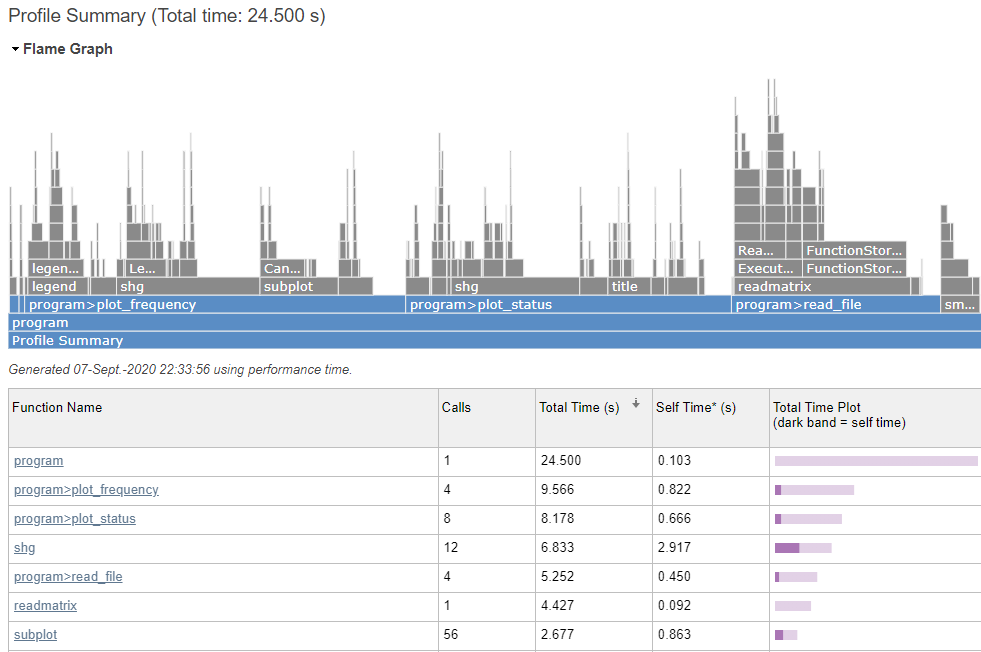 Profile Summary (Total time: 24.500 s)
Flame Graph
Rea... FunctionStor...
legen... Le... Can... Execut... FunctionStor...
legend shg subplot shg title readmatrix
program>plot_frequency program>plot_status program>read_file sm...
program
Profile Summary
Generated 07-Sept.-2020 22:33:56 using performance time.
Function Name Calls Total Time (s) Self Time* (s) Total Time Plot
(dark band = self time)
program 1 24.500 0.103
program>plot_frequency 4 9.566 0.822
program>plot_status 8 8.178 0.666
shg 12 6.833 2.917
program>read_file 4 5.252 0.450
readmatrix 1 4.427 0.092
subplot 56 2.677 0.863